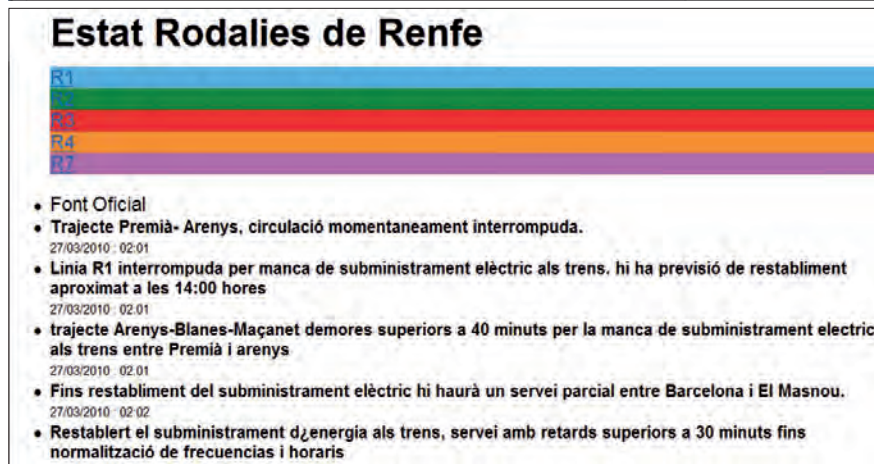 Estat Rodalies de Renfe
R1
R2
R3
R4
R7
• Font Oficial
• Trajecte Premià- Arenys, circulació momentaneament interrompuda.
27/03/2010 : 02:01
• Linia R1 interrompuda per manca de subministrament elèctric als trens. hi ha previsió de restabliment
aproximat a les 14:00 hores
27/03/2010 : 02:01
• trajecte Arenys-Blanes-Maçanet demores superiors a 40 minuts per la manca de subministrament electric
als trens entre Premià i arenys
27/03/2010 : 02:01
• Fins restabliment del subministrament elèctric hi haurà un servei parcial entre Barcelona i El Masnou.
27/03/2010 : 02:02
• Restablert el subministrament d¿energia als trens, servei amb retards superiors a 30 minuts fins
normalització de frecuencias i horaris